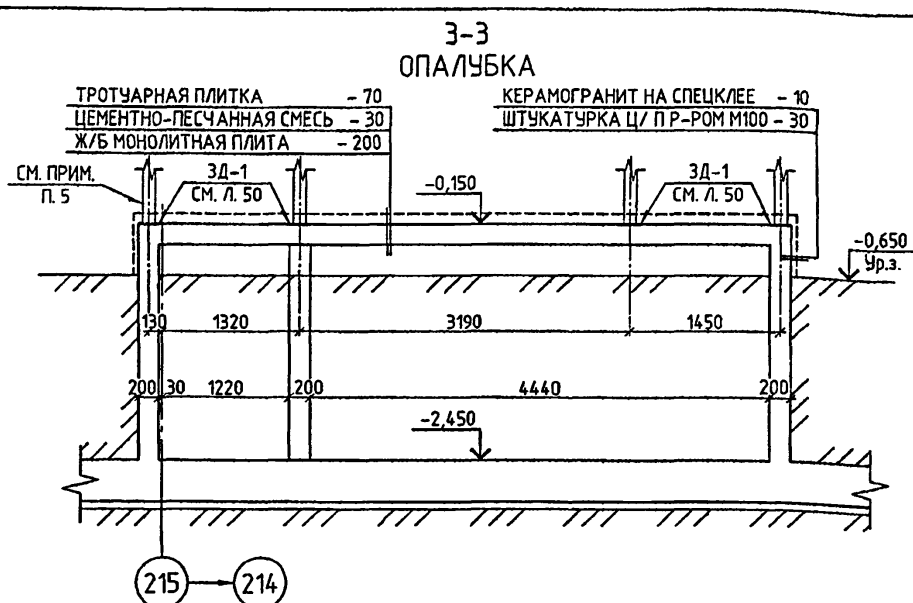 3-3
ОПАЛУБКА
ТРОТУАРНАЯ ПЛИТКА - 70
ЦЕМЕНТНО-ПЕСЧАННАЯ СМЕСЬ - 30
Ж/Б МОНОЛИТНАЯ ПЛИТА - 200
КЕРАМОГРАНИТ НА СПЕЦКЛЕЕ - 10
ШТУКАТУРКА Ц/ П Р-РОМ М100 - 30
СМ. ПРИМ.
П. 5
ЗД-1
СМ. Л. 50
-0,150
ЗД-1
СМ. Л. 50
-0,650
Ур.з.
130 1320 3190 1450
200 30 1220 200 4440 200
-2,450
215 214